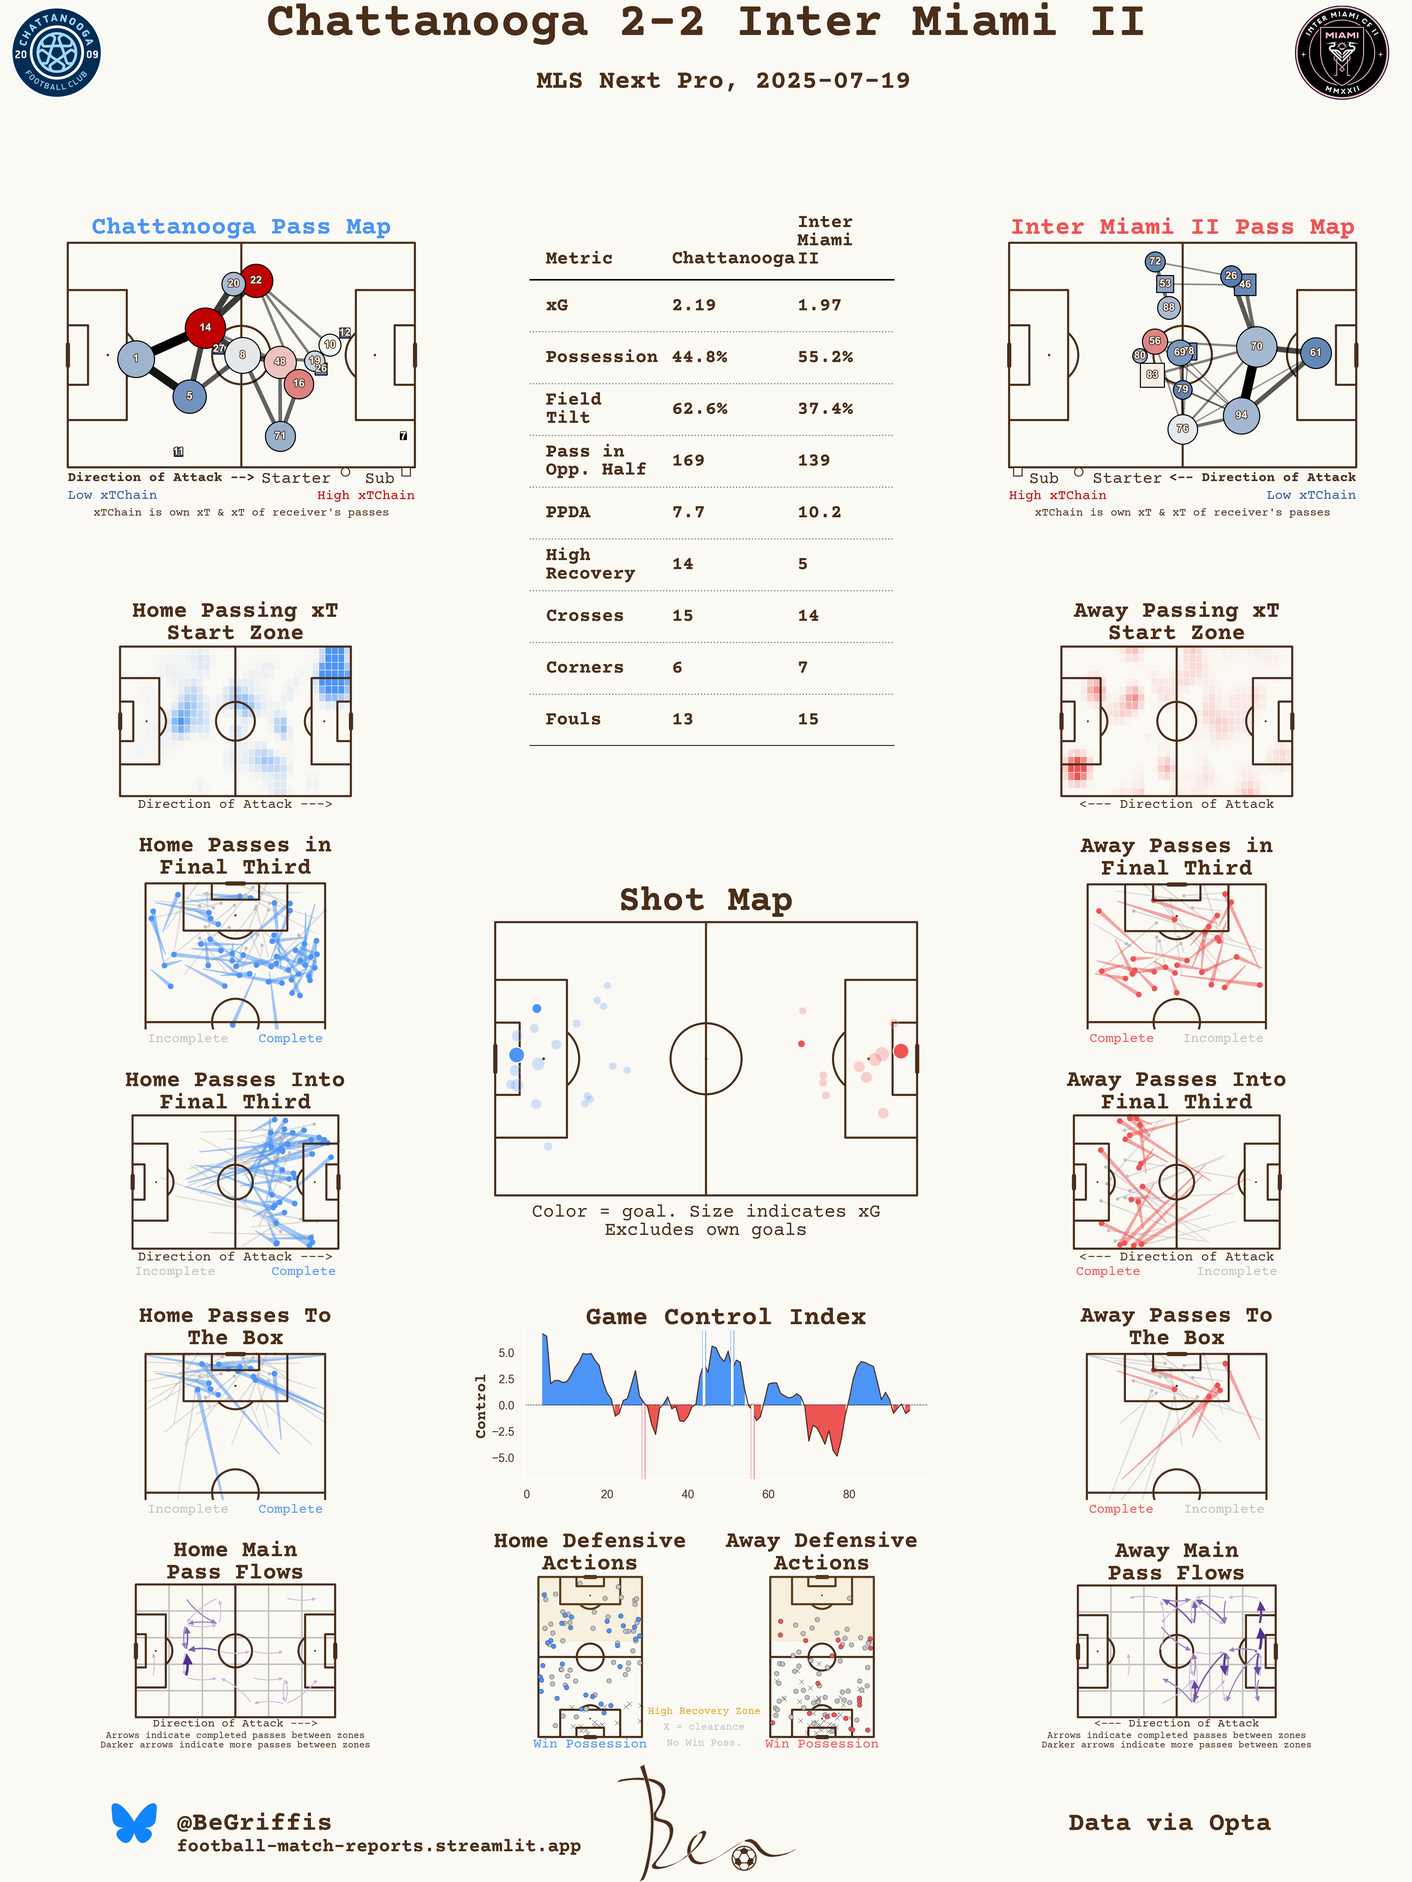 Chattanooga 2-2 Inter Miami II
MLS Next Pro, 2025-07-19
CHATTANOOGA
20 09
FOOTBALL CLUB
INTER MIAMI CF II
MIAMI
MMXXII
Chattanooga Pass Map
20
22
14
1
27
8
5
48
19
26
10
12
16
71
11
7
Direction of Attack --> Starter Sub
Low xTChain High xTChain
xTChain is own xT & xT of receiver's passes
Metric Chattanooga Inter Miami II
xG 2.19 1.97
Possession 44.8% 55.2%
Field Tilt 62.6% 37.4%
Pass in Opp. Half 169 139
PPDA 7.7 10.2
High Recovery 14 5
Crosses 15 14
Corners 6 7
Fouls 13 15
Inter Miami II Pass Map
72
53
88
26
46
56
80
69
83
79
76
70
61
94
Sub Starter <-- Direction of Attack
High xTChain Low xTChain
xTChain is own xT & xT of receiver's passes
Home Passing xT
Start Zone
Direction of Attack --->
Away Passing xT
Start Zone
<--- Direction of Attack
Home Passes in
Final Third
Incomplete Complete
Away Passes in
Final Third
Complete Incomplete
Shot Map
Color = goal. Size indicates xG
Excludes own goals
Home Passes Into
Final Third
Direction of Attack --->
Incomplete Complete
Away Passes Into
Final Third
<--- Direction of Attack
Complete Incomplete
Home Passes To
The Box
Incomplete Complete
Game Control Index
Control
5.0
2.5
0.0
−2.5
−5.0
0 20 40 60 80
Away Passes To
The Box
Complete Incomplete
Home Main
Pass Flows
Direction of Attack --->
Arrows indicate completed passes between zones
Darker arrows indicate more passes between zones
Home Defensive
Actions
Win Possession
High Recovery Zone
X = clearance
No Win Poss.
Away Defensive
Actions
Win Possession
Away Main
Pass Flows
<--- Direction of Attack
Arrows indicate completed passes between zones
Darker arrows indicate more passes between zones
@BeGriffis
football-match-reports.streamlit.app
Ben
Data via Opta